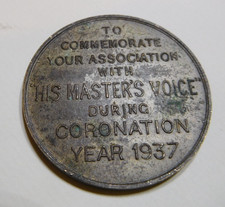 TO
COMMEMORATE
YOUR ASSOCIATION
WITH
"HIS MASTER'S VOICE"
DURING
CORONATION
YEAR 1937